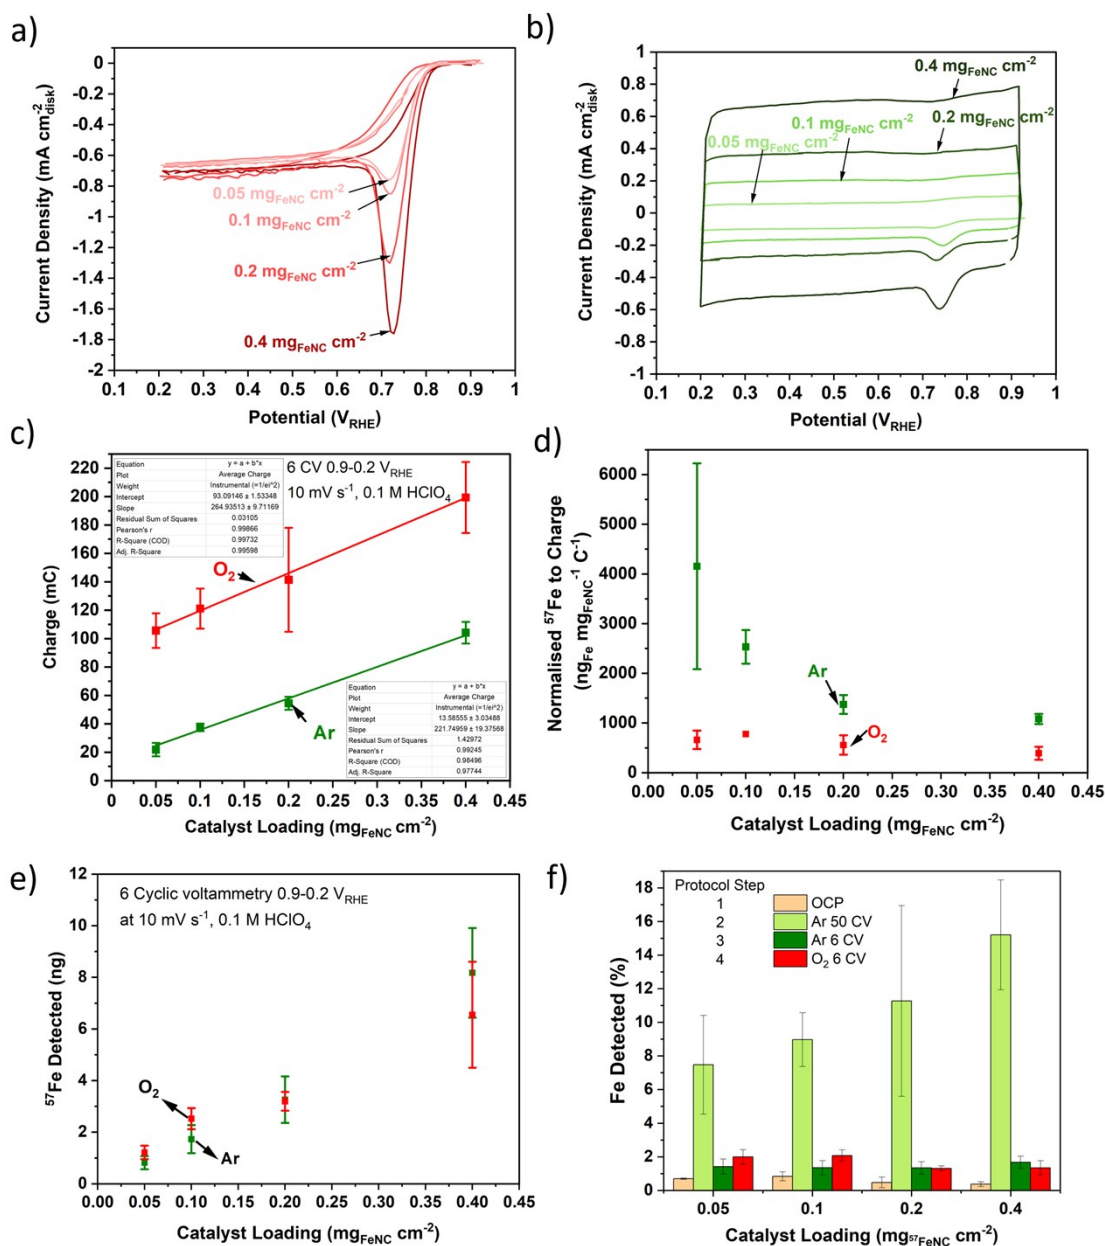 a)
0
-0.2
-0.4
-0.6
-0.8
-1
-1.2
-1.4
-1.6
-1.8
-2
Current Density (mA cm⁻²disk)
0.05 mgFeNC cm⁻²
0.1 mgFeNC cm⁻²
0.2 mgFeNC cm⁻²
0.4 mgFeNC cm⁻²
0.1 0.2 0.3 0.4 0.5 0.6 0.7 0.8 0.9 1
Potential (VRHE)
b)
1
0.8
0.6
0.4
0.2
0
-0.2
-0.4
-0.6
-0.8
-1
Current Density (mA cm⁻²disk)
0.4 mgFeNC cm⁻²
0.2 mgFeNC cm⁻²
0.1 mgFeNC cm⁻²
0.05 mgFeNC cm⁻²
0.1 0.2 0.3 0.4 0.5 0.6 0.7 0.8 0.9 1
Potential (VRHE)
c)
220
200
180
160
140
120
100
80
60
40
20
0
Charge (mC)
Equation y = a + b*x
Plot Average Charge
Weight Instrumental (=1/ei^2)
Intercept 93.09146 ± 1.53348
Slope 264.93513 ± 9.71169
Residual Sum of Squares 0.03105
Pearson's r 0.99866
R-Square (COD) 0.99732
Adj. R-Square 0.99598
6 CV 0.9-0.2 VRHE
10 mV s⁻¹, 0.1 M HClO₄
O₂
Ar
Equation y = a + b*x
Plot Average Charge
Weight Instrumental (=1/ei^2)
Intercept 13.58555 ± 3.03488
Slope 221.74959 ± 19.37568
Residual Sum of Squares 1.42972
Pearson's r 0.99245
R-Square (COD) 0.98496
Adj. R-Square 0.97744
0.00 0.05 0.10 0.15 0.20 0.25 0.30 0.35 0.40 0.45
Catalyst Loading (mgFeNC cm⁻²)
d)
6000
5000
4000
3000
2000
1000
0
Normalised ⁵⁷Fe to Charge
(ngFe mgFeNC⁻¹ C⁻¹)
Ar
O₂
0.00 0.05 0.10 0.15 0.20 0.25 0.30 0.35 0.40 0.45
Catalyst Loading (mgFeNC cm⁻²)
e)
12
10
8
6
4
2
0
⁵⁷Fe Detected (ng)
6 Cyclic voltammetry 0.9-0.2 VRHE
at 10 mV s⁻¹, 0.1 M HClO₄
O₂
Ar
0.00 0.05 0.10 0.15 0.20 0.25 0.30 0.35 0.40 0.45
Catalyst Loading (mgFeNC cm⁻²)
f)
20
18
16
14
12
10
8
6
4
2
0
Fe Detected (%)
Protocol Step
1 OCP
2 Ar 50 CV
3 Ar 6 CV
4 O₂ 6 CV
0.05 0.1 0.2 0.4
Catalyst Loading (mg⁵⁷FeNC cm⁻²)